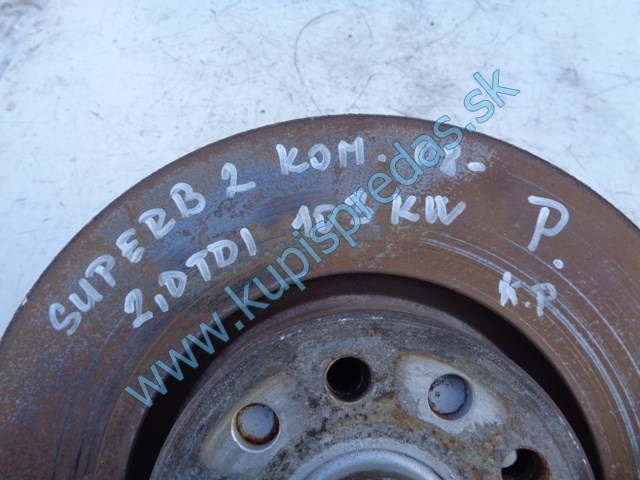 SUPERB 2 KOM.
2,0TDI KW P.
K.P
www.kupispredas.sk